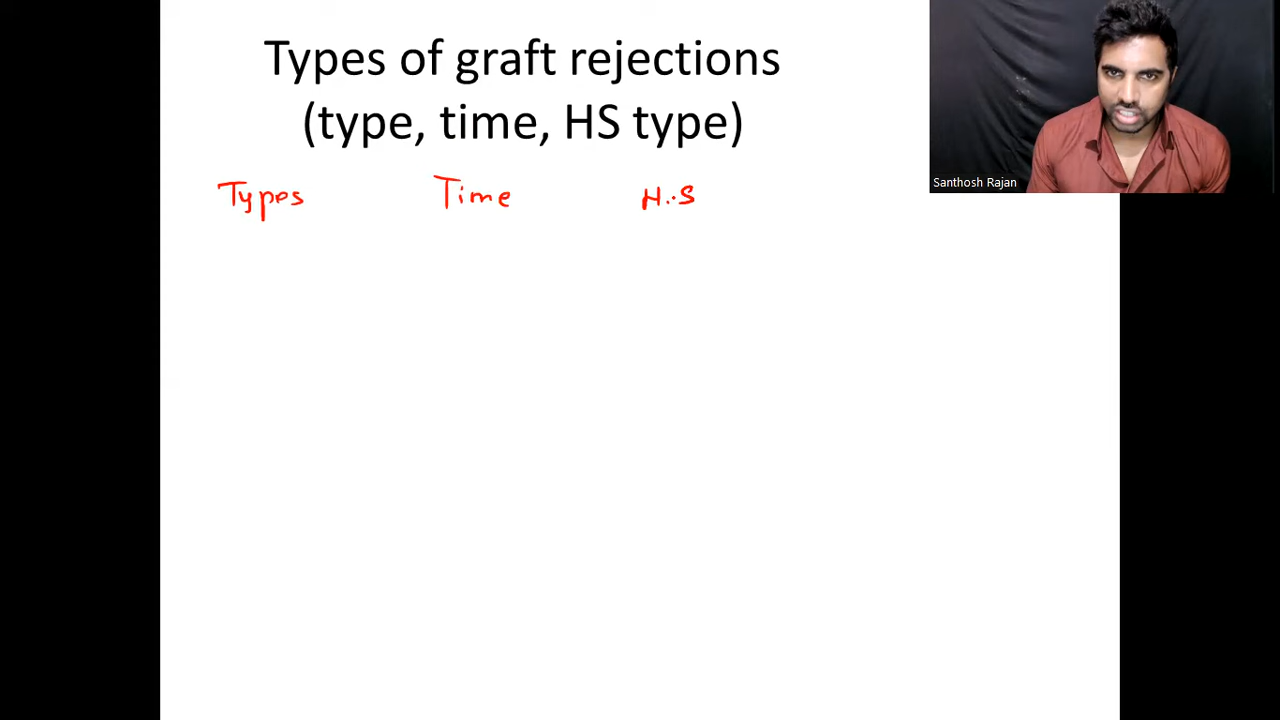 Types of graft rejections
(type, time, HS type)
Types Time H.S
Santhosh Rajan